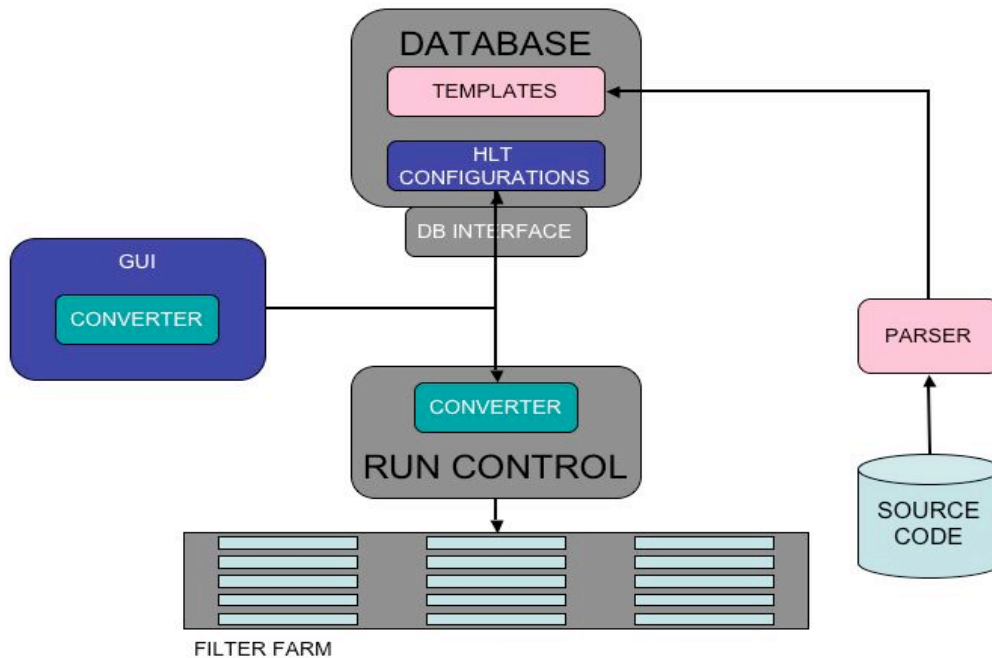 DATABASE
TEMPLATES
HLT
CONFIGURATIONS
DB INTERFACE
GUI
CONVERTER
PARSER
CONVERTER
RUN CONTROL
SOURCE
CODE
FILTER FARM